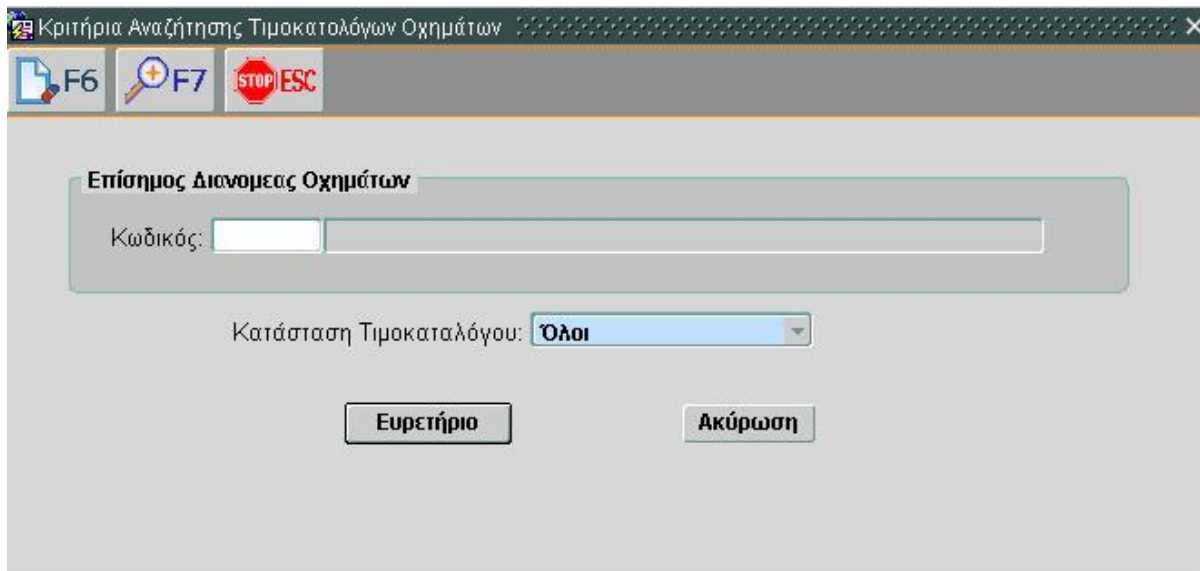 Κριτήρια Αναζήτησης Τιμοκατολόγων Οχημάτων
F6 F7 STOP ESC
Επίσημος Διανομεας Οχημάτων
Κωδικός:
Κατάσταση Τιμοκαταλόγου: Όλοι
Ευρετήριο Ακύρωση